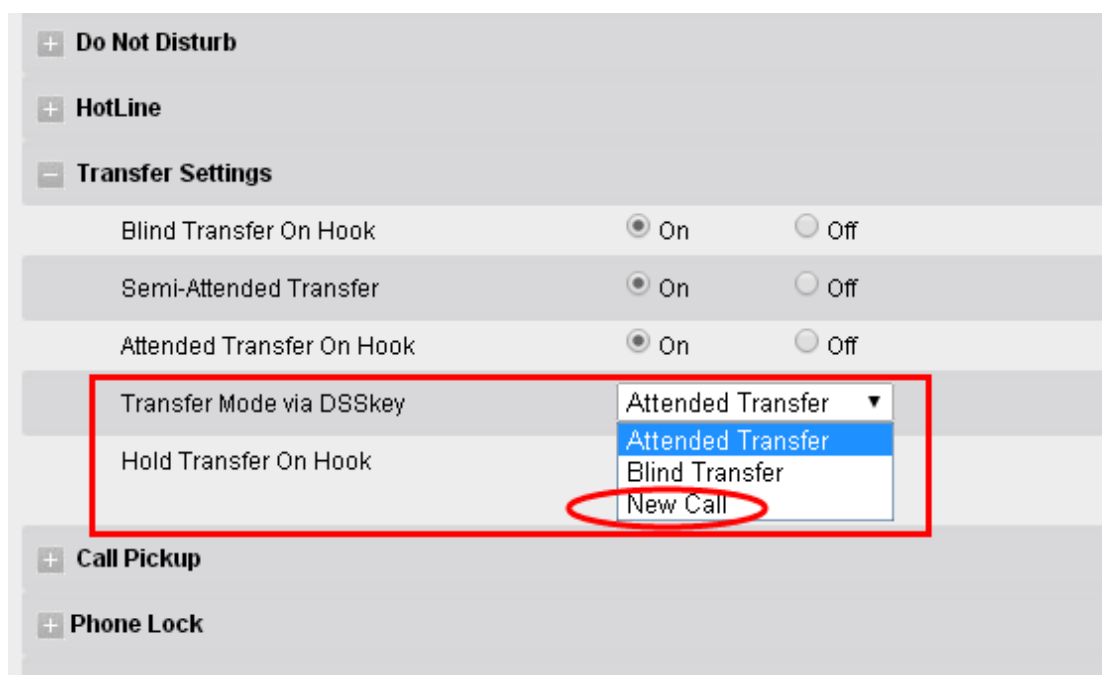 Do Not Disturb
HotLine
Transfer Settings
Blind Transfer On Hook On Off
Semi-Attended Transfer On Off
Attended Transfer On Hook On Off
Transfer Mode via DSSkey Attended Transfer
Attended Transfer
Hold Transfer On Hook
Blind Transfer
New Call
Call Pickup
Phone Lock